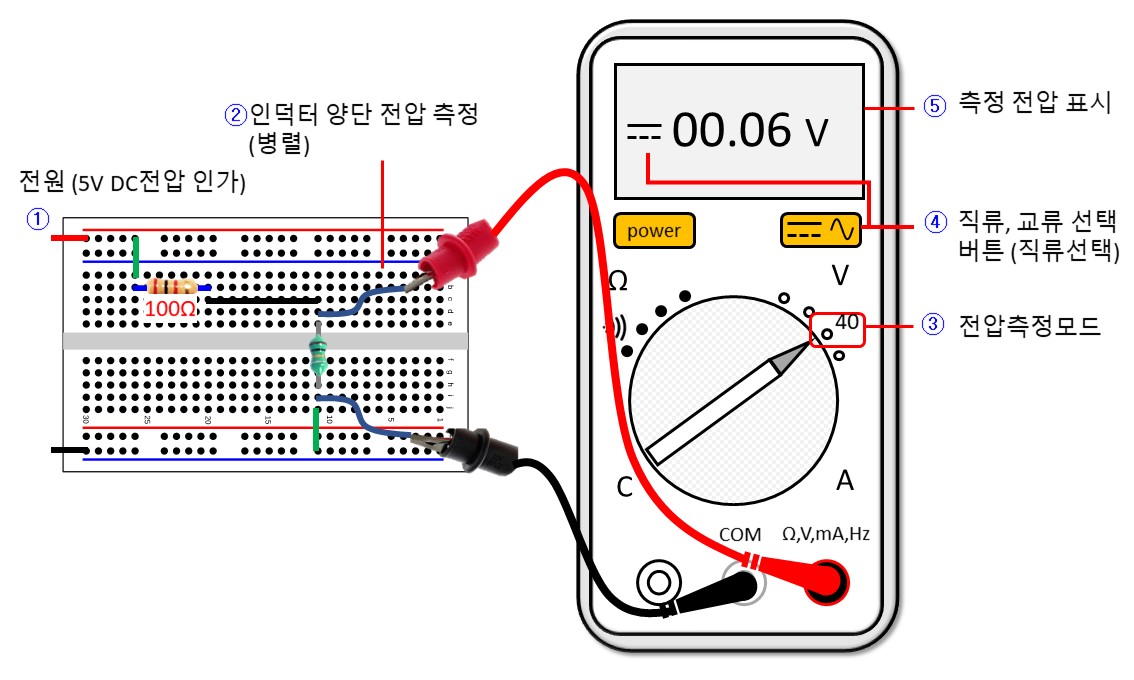 ② 인덕터 양단 전압 측정
(병렬)
전원 (5V DC전압 인가)
①
100Ω
b
c
d
e
f
g
h
i
j
30
25
20
15
10
5
1
00.06 V
⑤ 측정 전압 표시
power
④ 직류, 교류 선택
버튼 (직류선택)
Ω
V
40
③ 전압측정모드
C
A
COM
Ω,V,mA,Hz